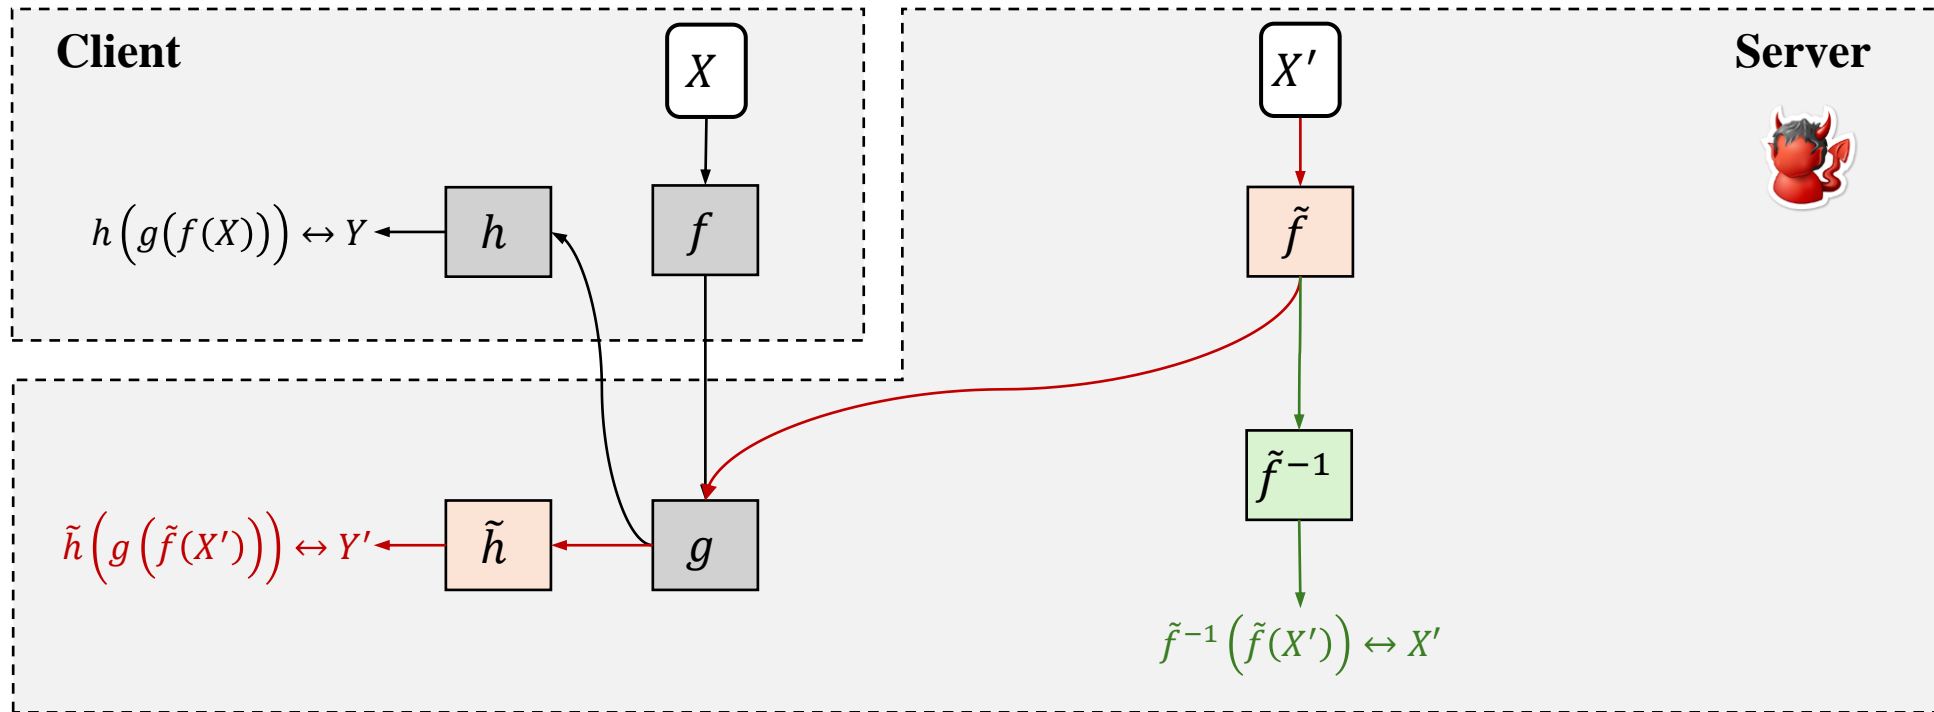 Client
X
X′
Server
h(g(f(X))) ↔ Y
h
f
f̃
f̃⁻¹
h̃(g(f̃(X′))) ↔ Y′
h̃
g
f̃⁻¹(f̃(X′)) ↔ X′